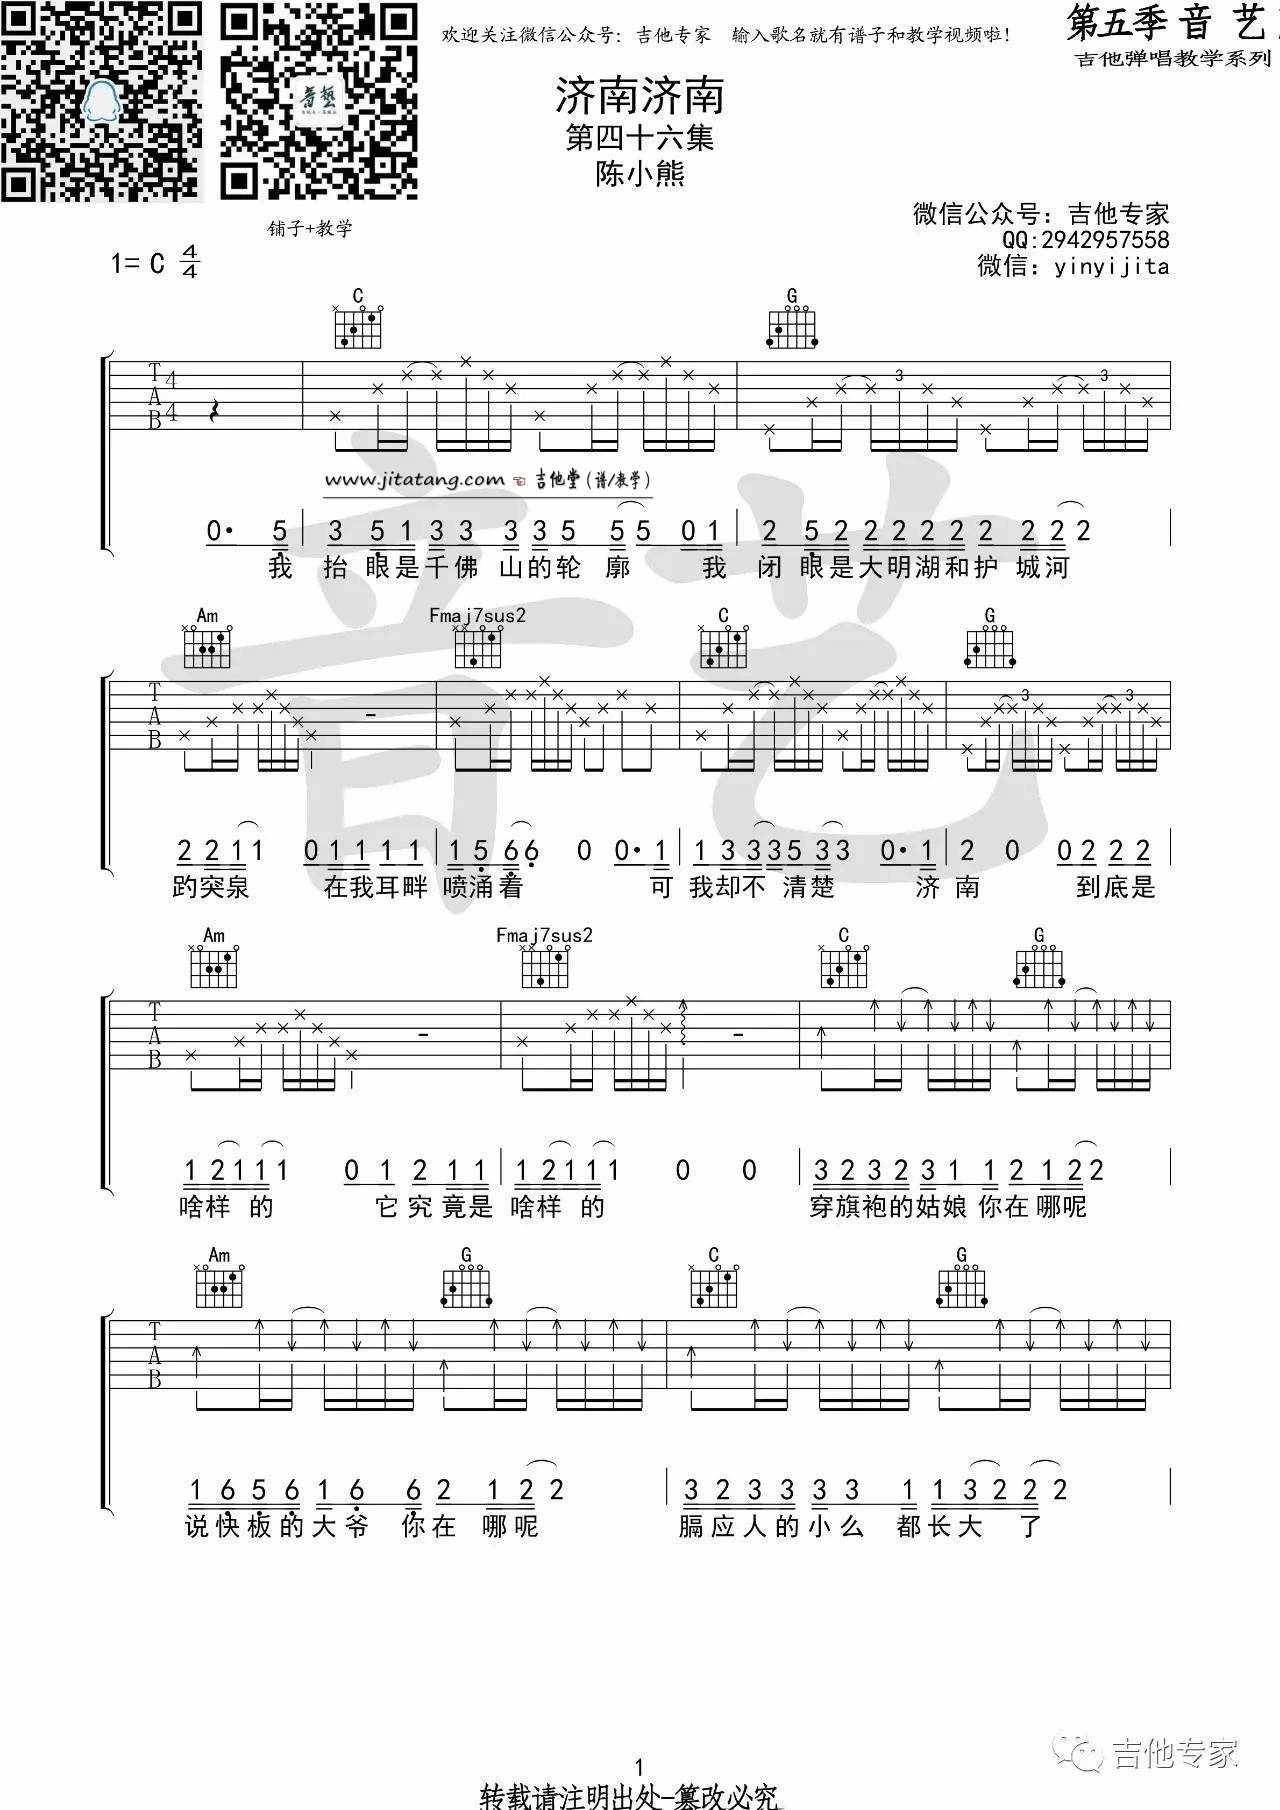 欢迎关注微信公众号：吉他专家 输入歌名就有谱子和教学视频啦！
第五季 音 艺
吉他弹唱教学系列
音藝
济南济南
第四十六集
陈小熊
铺子+教学
微信公众号：吉他专家
QQ:2942957558
微信：yinyijita
1= C 4/4
C G
T A B 4/4
3 3
www.jitatang.com ☜ 吉他堂（谱/教学）
0· 5 3 5 1 3 3 3 3 5 5 5 0 1 2 5 2 2 2 2 2 2 2 2
我 抬 眼是千佛 山的轮 廓 我 闭 眼是大明湖和护 城河
Am Fmaj7sus2 C G
T A B
3 3
2 2 1 1 0 1 1 1 1 1 5 6 6 0 0· 1 1 3 3 3 5 3 3 0· 1 2 0 0 2 2 2
趵突泉 在我耳畔 喷涌着 可 我却不 清楚 济 南 到底是
Am Fmaj7sus2 C G
T A B
1 2 1 1 1 0 1 2 1 1 1 2 1 1 1 0 0 3 2 3 2 3 1 1 2 1 2 2
啥样 的 它究竟是 啥样 的 穿旗袍的姑娘你在哪呢
Am G C G
T A B
1 6 5 6 1 6 6 2 1 2 2 3 2 3 3 3 3 1 1 3 2 2 2
说快板的大爷 你在 哪呢 膈应人的小么 都长大 了
吉他专家
1
转载请注明出处-篡改必究